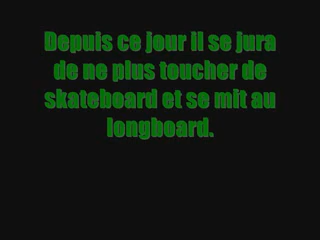 Depuis ce jour il se jura
de ne plus toucher de
skateboard et se mit au
longboard.